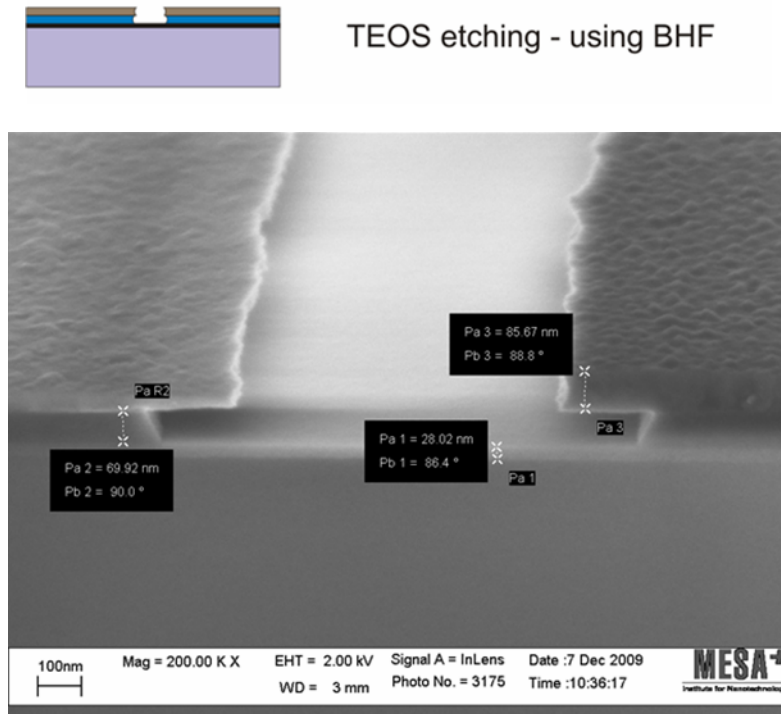 TEOS etching - using BHF
Pa 3 = 85.67 nm
Pb 3 = 88.8 °
Pa R2
Pa 3
Pa 1 = 28.02 nm
Pb 1 = 86.4 °
Pa 2 = 69.92 nm
Pb 2 = 90.0 °
Pa 1
100nm
Mag = 200.00 K X
EHT = 2.00 kV
WD = 3 mm
Signal A = InLens
Photo No. = 3175
Date :7 Dec 2009
Time :10:36:17
MESA+
Institute for Nanotechnology